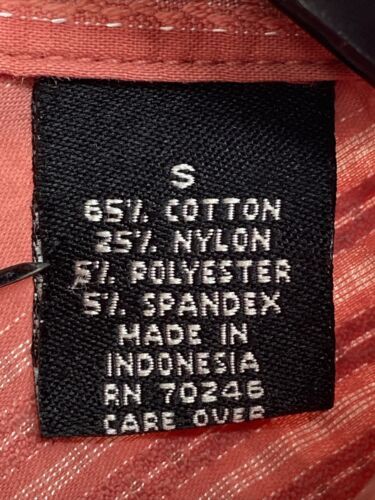 S
65% COTTON
25% NYLON
5% POLYESTER
5% SPANDEX
MADE IN
INDONESIA
RN 70246
CARE OVER